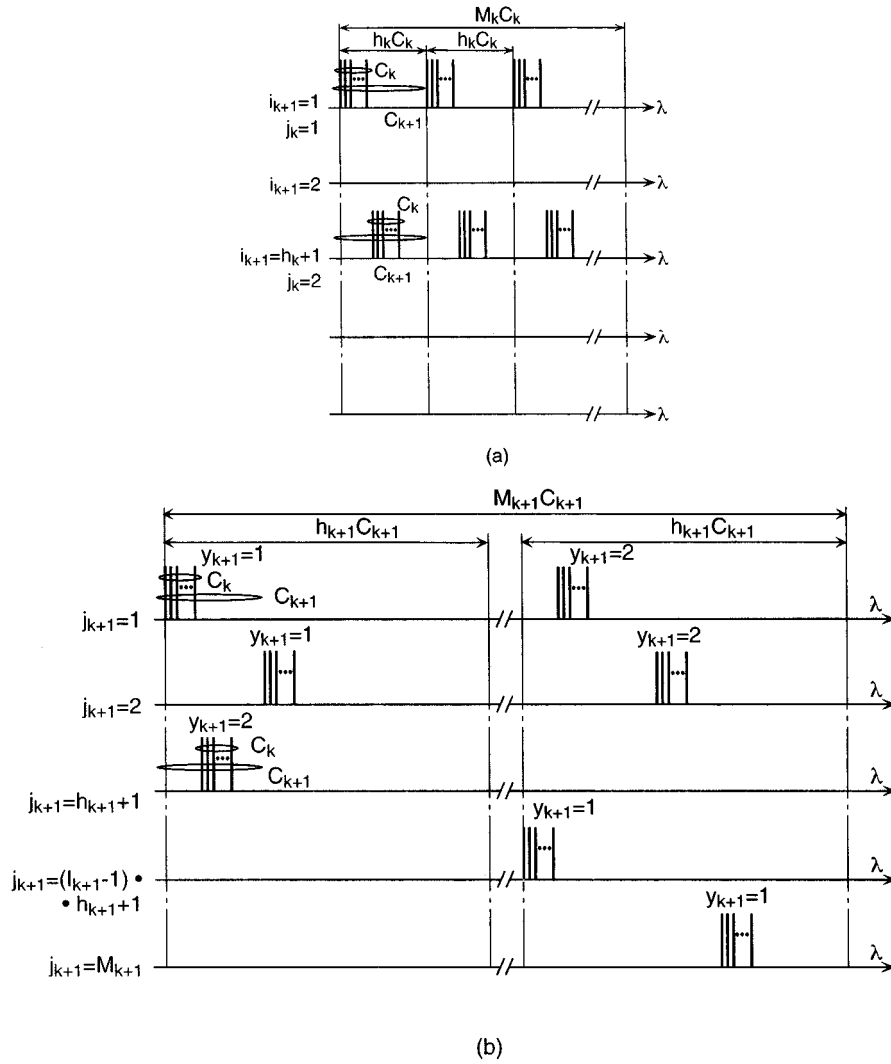 MₖCₖ
hₖCₖ hₖCₖ
Cₖ
iₖ₊₁=1 λ
jₖ=1 Cₖ₊₁
iₖ₊₁=2 λ
Cₖ
iₖ₊₁=hₖ+1 λ
jₖ=2 Cₖ₊₁
λ
λ
(a)
Mₖ₊₁Cₖ₊₁
hₖ₊₁Cₖ₊₁ hₖ₊₁Cₖ₊₁
yₖ₊₁=1 yₖ₊₁=2
Cₖ
Cₖ₊₁
jₖ₊₁=1 λ
yₖ₊₁=1 yₖ₊₁=2
jₖ₊₁=2 λ
yₖ₊₁=2
Cₖ
Cₖ₊₁ λ
jₖ₊₁=hₖ₊₁+1
yₖ₊₁=1
jₖ₊₁=(Iₖ₊₁-1) • λ
• hₖ₊₁+1
yₖ₊₁=1
jₖ₊₁=Mₖ₊₁ λ
(b)